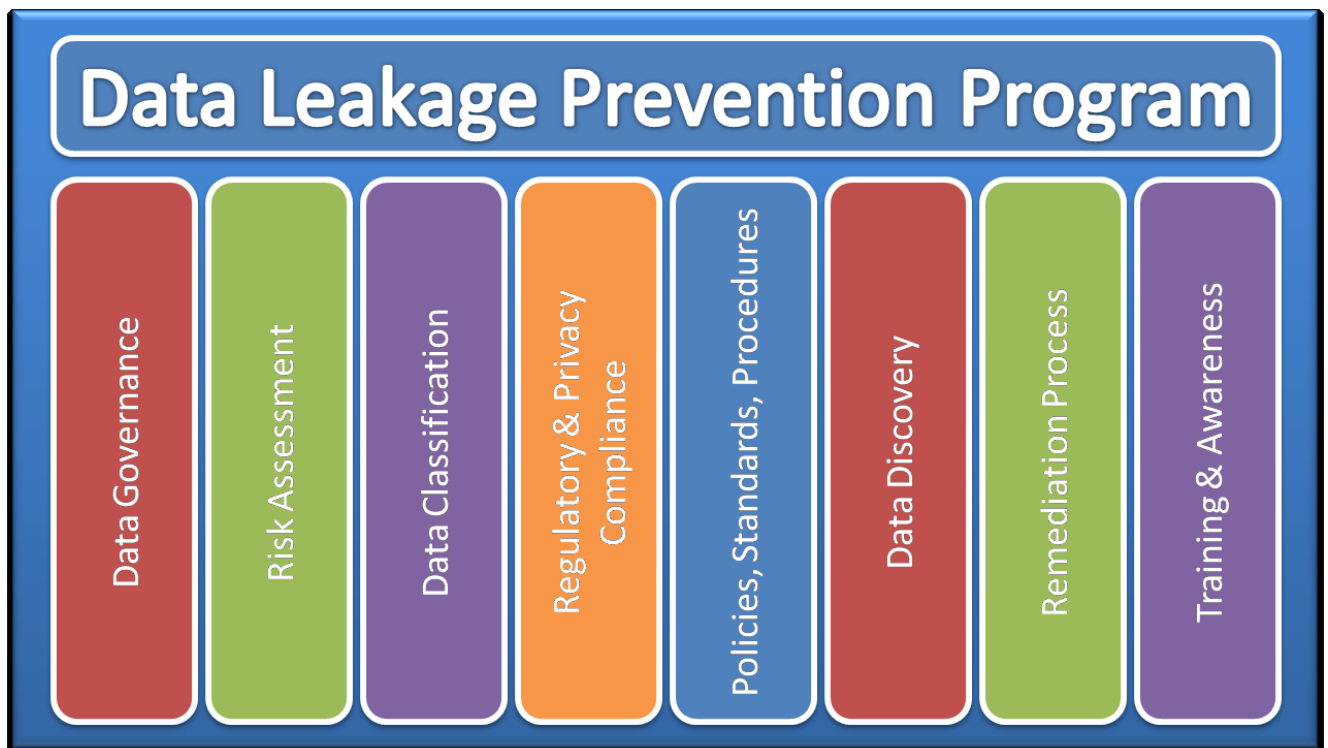 Data Leakage Prevention Program
Data Governance
Risk Assessment
Data Classification
Regulatory & Privacy
Compliance
Policies, Standards, Procedures
Data Discovery
Remediation Process
Training & Awareness